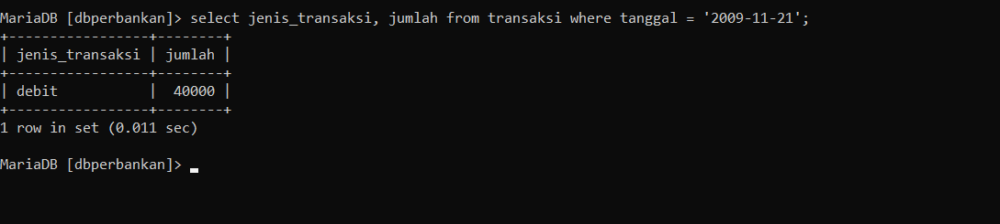 MariaDB [dbperbankan]> select jenis_transaksi, jumlah from transaksi where tanggal = '2009-11-21';
+-----------------+--------+
| jenis_transaksi | jumlah |
+-----------------+--------+
| debit           |  40000 |
+-----------------+--------+
1 row in set (0.011 sec)
MariaDB [dbperbankan]>